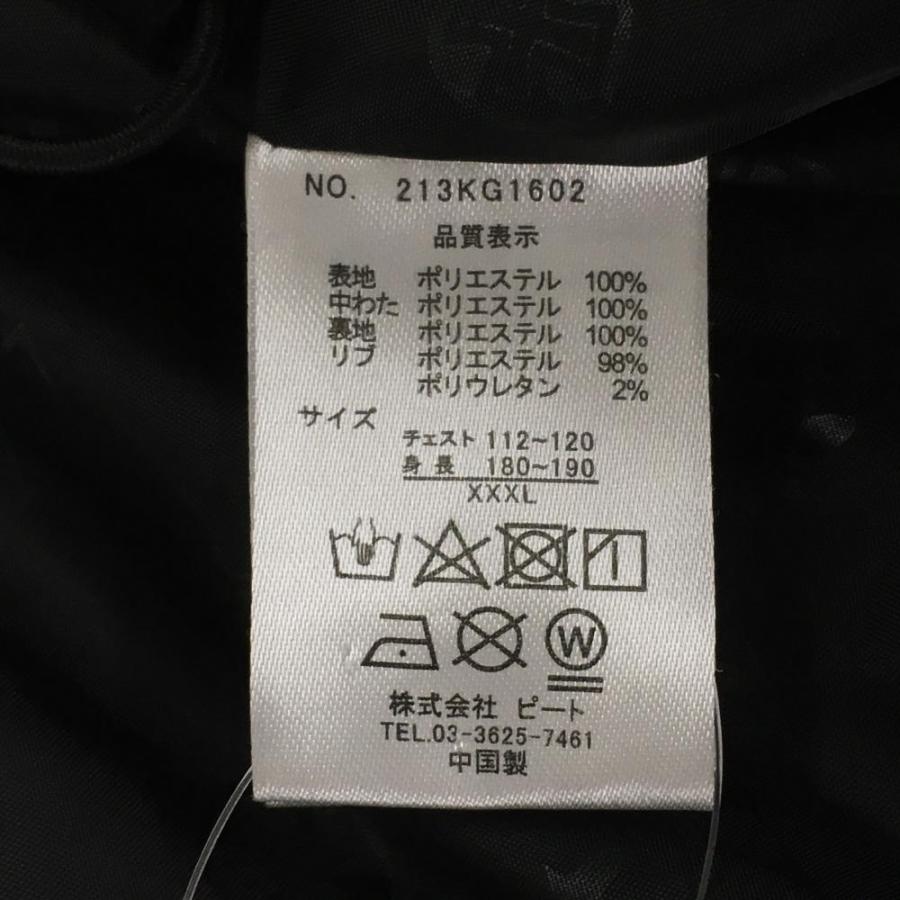 NO. 213KG1602
品質表示
表地 ポリエステル 100%
中わた ポリエステル 100%
裏地 ポリエステル 100%
リブ ポリエステル 98%
ポリウレタン 2%
サイズ
チェスト 112~120
身長 180~190
XXXL
W
株式会社 ピート
TEL.03-3625-7461
中国製